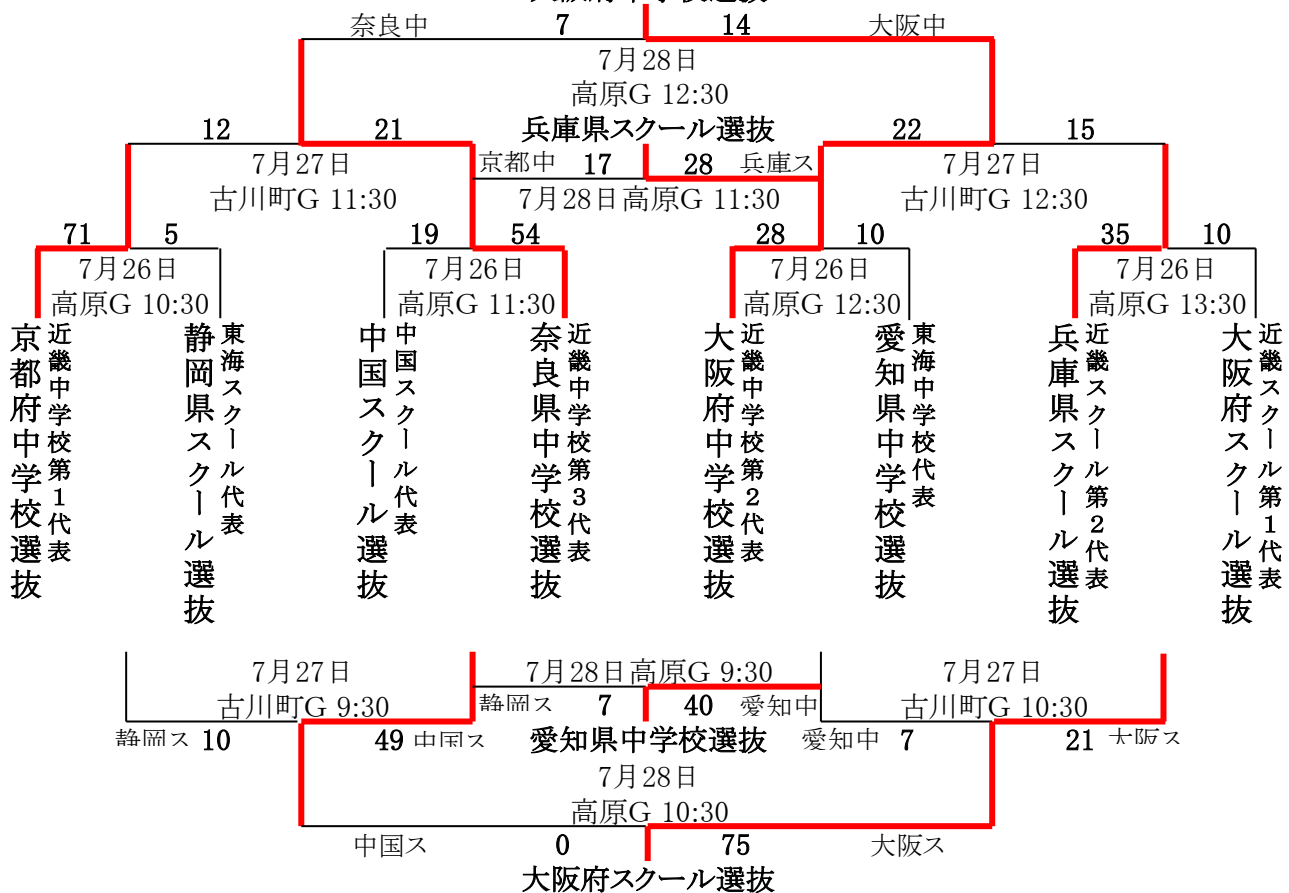 大阪府中学校選抜
奈良中 7 14 大阪中
7月28日
高原G 12:30
12 21 兵庫県スクール選抜 22 15
7月27日 京都中 17 28 兵庫ス 7月27日
古川町G 11:30 7月28日高原G 11:30 古川町G 12:30
71 5 19 54 28 10 35 10
7月26日 7月26日 7月26日 7月26日
高原G 10:30 高原G 11:30 高原G 12:30 高原G 13:30
京都府中学校選抜
近畿中学校第1代表
静岡県スクール選抜
東海スクール代表
中国スクール選抜
中国スクール代表
奈良県中学校選抜
近畿中学校第3代表
大阪府中学校選抜
近畿中学校第2代表
愛知県中学校選抜
東海中学校代表
兵庫県スクール選抜
近畿スクール第2代表
大阪府スクール選抜
近畿スクール第1代表
7月27日 7月28日高原G 9:30 7月27日
古川町G 9:30 静岡ス 7 40 愛知中 古川町G 10:30
静岡ス 10 49 中国ス 愛知県中学校選抜 愛知中 7 21 大阪ス
7月28日
高原G 10:30
中国ス 0 75 大阪ス
大阪府スクール選抜